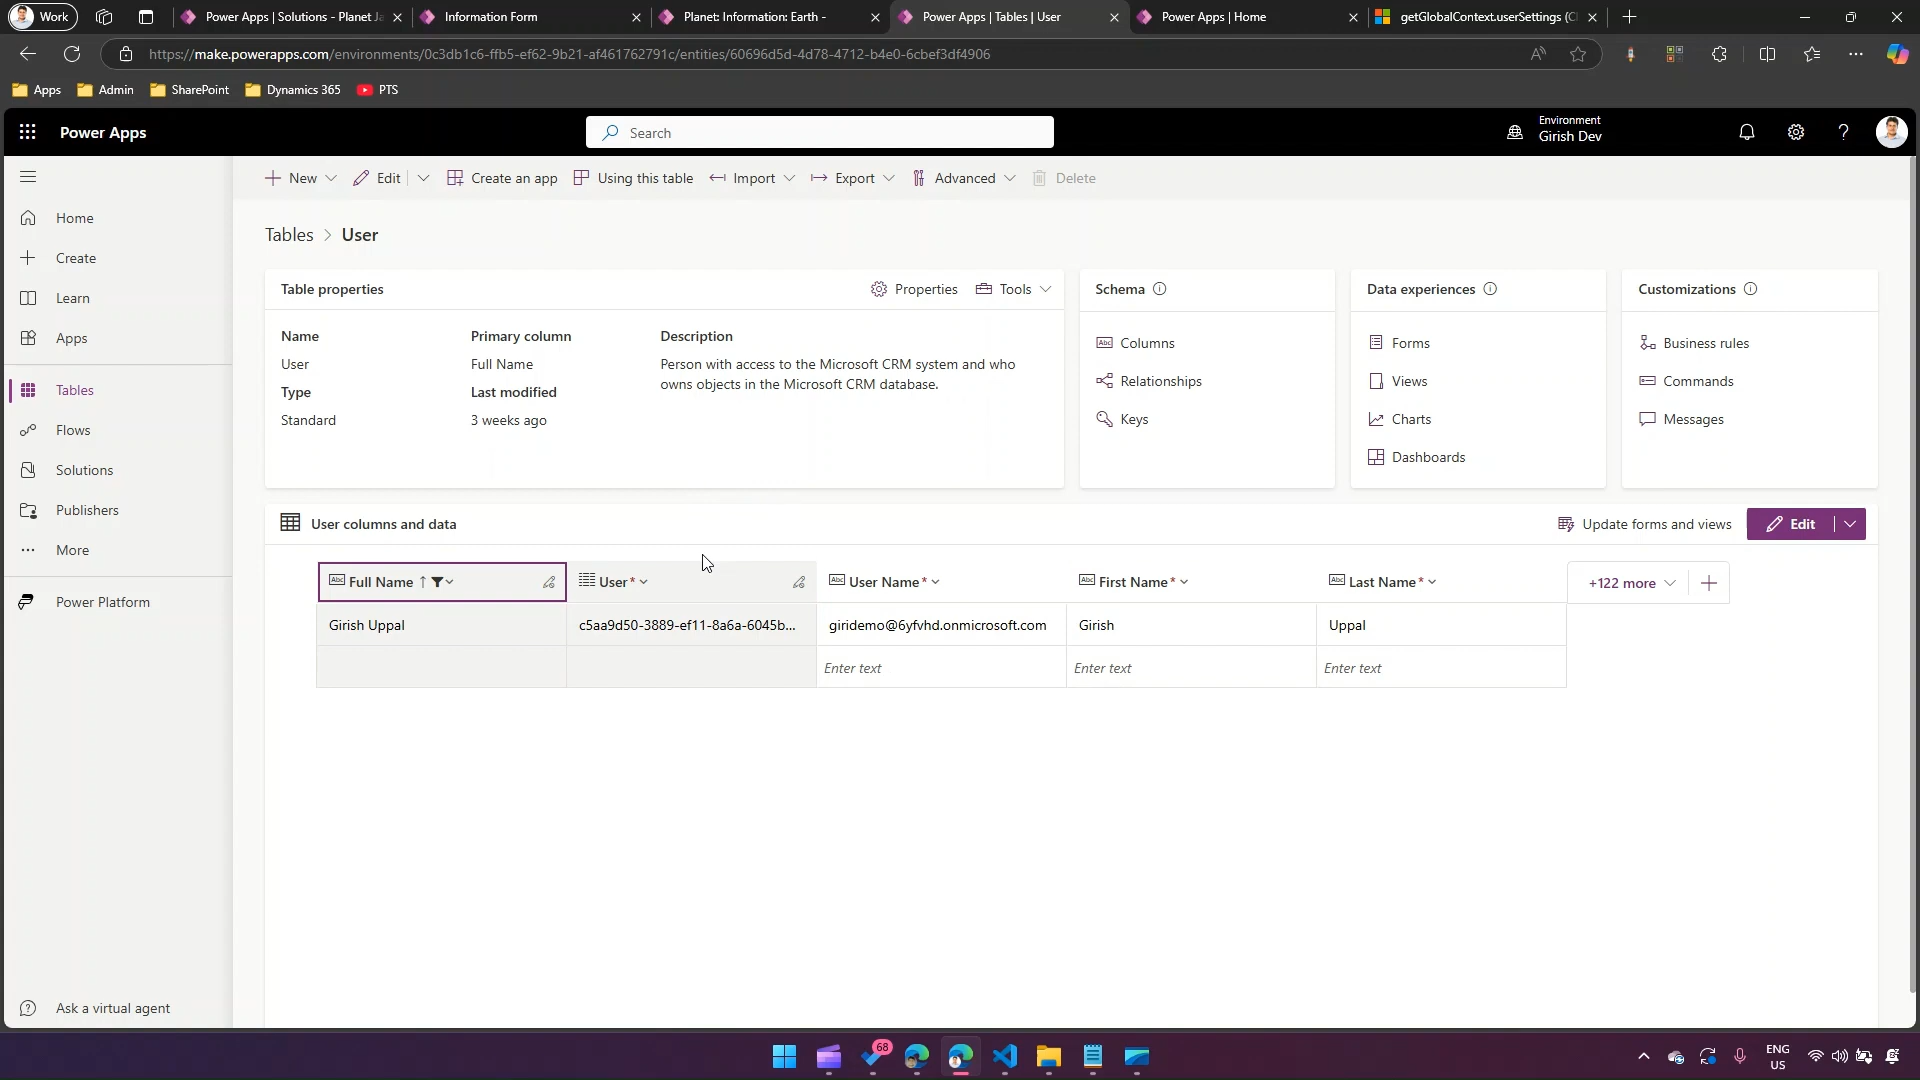 Work
Power Apps | Solutions - Planet Ja
Information Form
Planet: Information: Earth -
Power Apps | Tables | User
Power Apps | Home
getGlobalContext.userSettings (Cl
https://make.powerapps.com/environments/0c3db1c6-ffb5-ef62-9b21-af461762791c/entities/60696d5d-4d78-4712-b4e0-6cbef3df4906
Apps
Admin
SharePoint
Dynamics 365
PTS
Power Apps
Search
Environment
Girish Dev
New
Edit
Create an app
Using this table
Import
Export
Advanced
Delete
Home
Create
Learn
Apps
Tables
Flows
Solutions
Publishers
More
Power Platform
Ask a virtual agent
Tables > User
Table properties
Properties
Tools
Name
User
Type
Standard
Primary column
Full Name
Last modified
3 weeks ago
Description
Person with access to the Microsoft CRM system and who
owns objects in the Microsoft CRM database.
Schema
Columns
Relationships
Keys
Data experiences
Forms
Views
Charts
Dashboards
Customizations
Business rules
Commands
Messages
User columns and data
Update forms and views
Edit
Full Name
User*
User Name*
First Name*
Last Name*
+122 more
Girish Uppal
c5aa9d50-3889-ef11-8a6a-6045b...
giridemo@6yfvhd.onmicrosoft.com
Girish
Uppal
Enter text
Enter text
Enter text
68
ENG
US